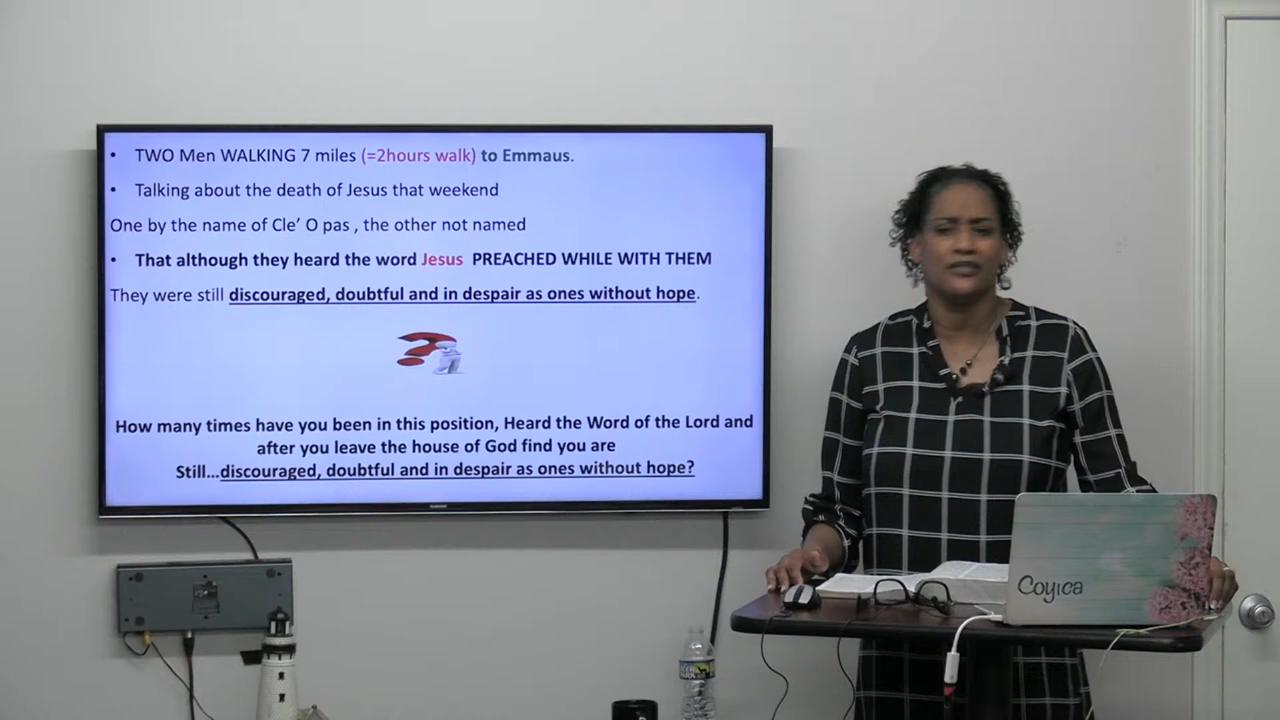 • TWO Men WALKING 7 miles (=2hours walk) to Emmaus.
• Talking about the death of Jesus that weekend
One by the name of Cle’ O pas , the other not named
• That although they heard the word Jesus PREACHED WHILE WITH THEM
They were still discouraged, doubtful and in despair as ones without hope.
How many times have you been in this position, Heard the Word of the Lord and
after you leave the house of God find you are
Still...discouraged, doubtful and in despair as ones without hope?
Coyica